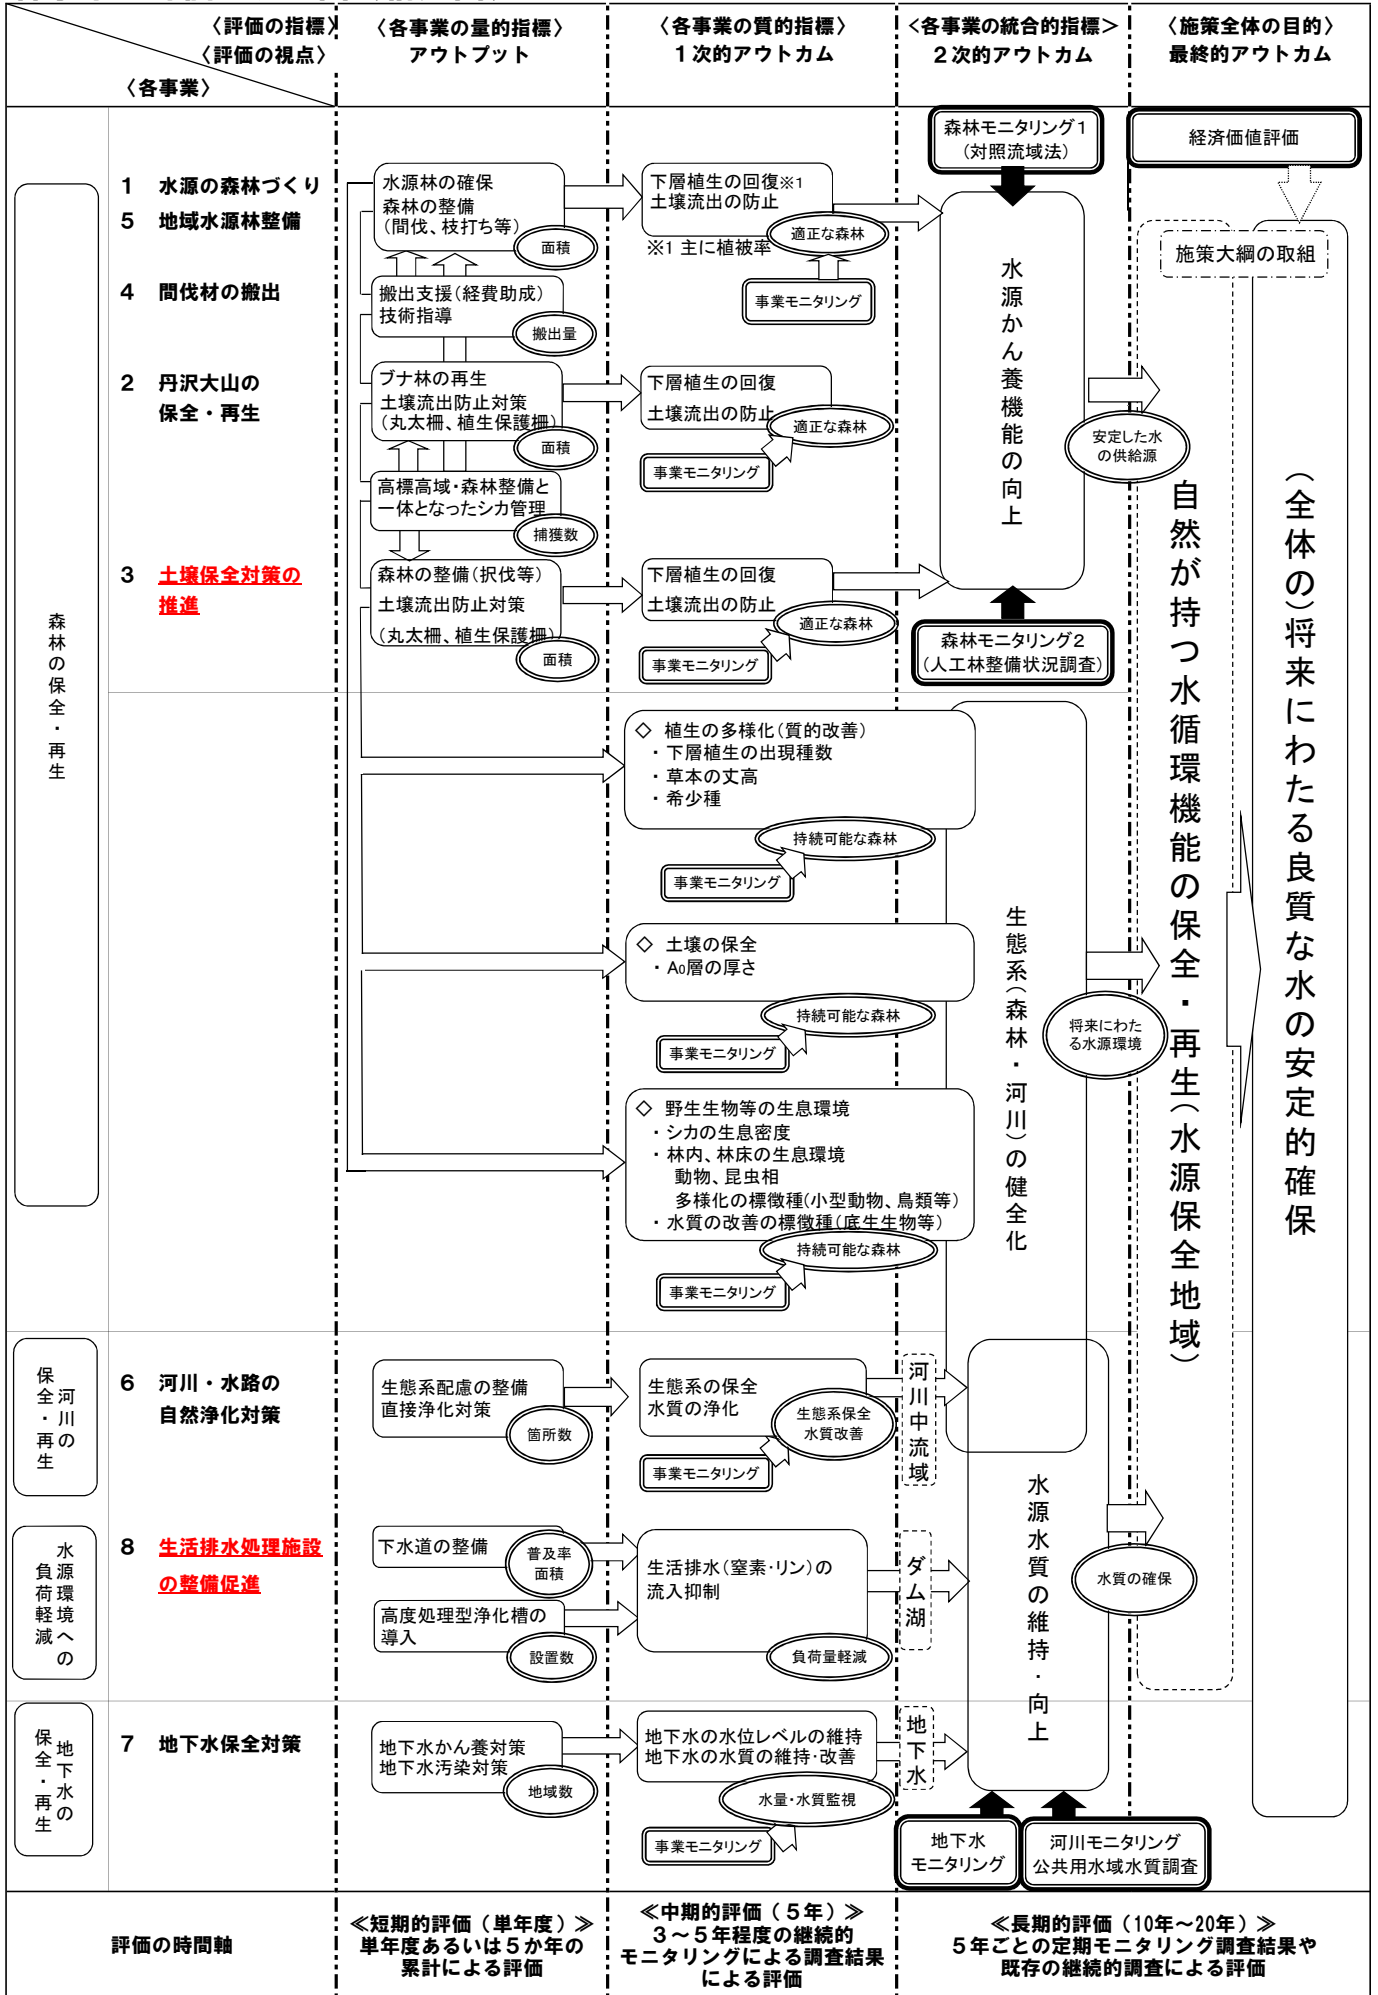 〈評価の指標〉
〈評価の視点〉
〈各事業〉
〈各事業の量的指標〉
アウトプット
〈各事業の質的指標〉
１次的アウトカム
<各事業の統合的指標>
２次的アウトカム
〈施策全体の目的〉
最終的アウトカム
森林の保全・再生
1 水源の森林づくり
5 地域水源林整備
水源林の確保
森林の整備
(間伐、枝打ち等)
面積
下層植生の回復※1
土壌流出の防止
適正な森林
※1 主に植被率
事業モニタリング
4 間伐材の搬出
搬出支援(経費助成)
技術指導
搬出量
2 丹沢大山の
保全・再生
ブナ林の再生
土壌流出防止対策
(丸太柵、植生保護柵)
面積
下層植生の回復
土壌流出の防止
適正な森林
事業モニタリング
高標高域・森林整備と
一体となったシカ管理
捕獲数
3 土壌保全対策の
推進
森林の整備(択伐等)
土壌流出防止対策
(丸太柵、植生保護柵)
面積
下層植生の回復
土壌流出の防止
適正な森林
事業モニタリング
◇ 植生の多様化(質的改善)
・下層植生の出現種数
・草本の丈高
・希少種
持続可能な森林
事業モニタリング
◇ 土壌の保全
・A0層の厚さ
持続可能な森林
事業モニタリング
◇ 野生生物等の生息環境
・シカの生息密度
・林内、林床の生息環境
動物、昆虫相
多様化の標徴種(小型動物、鳥類等)
・水質の改善の標徴種(底生生物等)
持続可能な森林
事業モニタリング
森林モニタリング１
(対照流域法)
水源かん養機能の向上
森林モニタリング２
(人工林整備状況調査)
安定した水
の供給源
生態系(森林・河川)の健全化
将来にわた
る水源環境
経済価値評価
施策大綱の取組
自然が持つ水循環機能の保全・再生(水源保全地域)
(全体の)将来にわたる良質な水の安定的確保
河川の
保全・再生
6 河川・水路の
自然浄化対策
生態系配慮の整備
直接浄化対策
箇所数
生態系の保全
水質の浄化
生態系保全
水質改善
事業モニタリング
河川中流域
水源環境への
負荷軽減
8 生活排水処理施設
の整備促進
下水道の整備
普及率
面積
高度処理型浄化槽の
導入
設置数
生活排水(窒素・リン)の
流入抑制
負荷量軽減
ダム湖
水源水質の維持・向上
水質の確保
地下水の
保全・再生
7 地下水保全対策
地下水かん養対策
地下水汚染対策
地域数
地下水の水位レベルの維持
地下水の水質の維持・改善
水量・水質監視
事業モニタリング
地下水
地下水
モニタリング
河川モニタリング
公共用水域水質調査
評価の時間軸
≪短期的評価（単年度）≫
単年度あるいは５か年の
累計による評価
≪中期的評価（５年）≫
３～５年程度の継続的
モニタリングによる調査結果
による評価
≪長期的評価（10年～20年）≫
５年ごとの定期モニタリング調査結果や
既存の継続的調査による評価